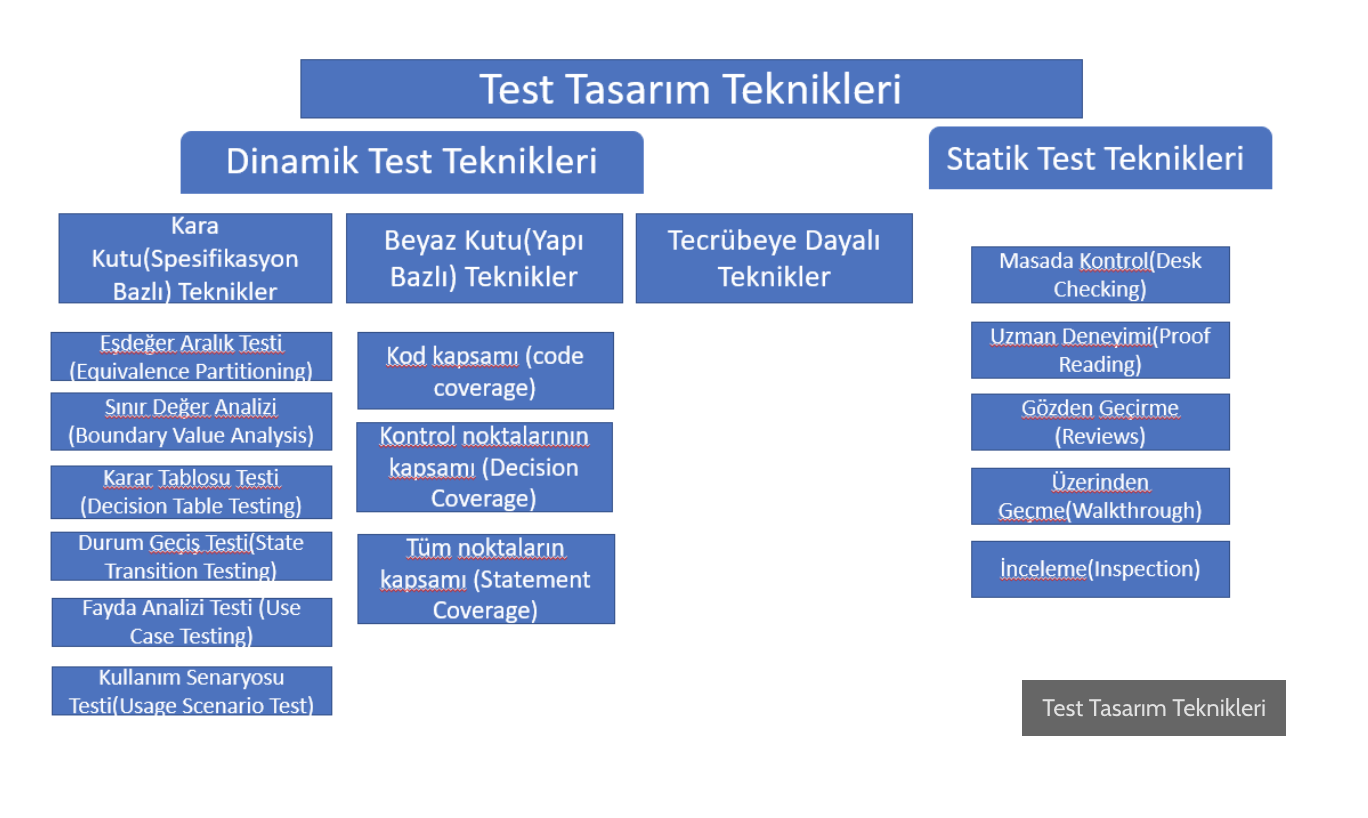 Test Tasarım Teknikleri
Dinamik Test Teknikleri
Statik Test Teknikleri
Kara
Kutu(Spesifikasyon
Bazlı) Teknikler
Beyaz Kutu(Yapı
Bazlı) Teknikler
Tecrübeye Dayalı
Teknikler
Eşdeğer Aralık Testi
(Equivalence Partitioning)
Sınır Değer Analizi
(Boundary Value Analysis)
Karar Tablosu Testi
(Decision Table Testing)
Durum Geçiş Testi(State
Transition Testing)
Fayda Analizi Testi (Use
Case Testing)
Kullanım Senaryosu
Testi(Usage Scenario Test)
Kod kapsamı (code
coverage)
Kontrol noktalarının
kapsamı (Decision
Coverage)
Tüm noktaların
kapsamı (Statement
Coverage)
Masada Kontrol(Desk
Checking)
Uzman Deneyimi(Proof
Reading)
Gözden Geçirme
(Reviews)
Üzerinden
Geçme(Walkthrough)
İnceleme(Inspection)
Test Tasarım Teknikleri